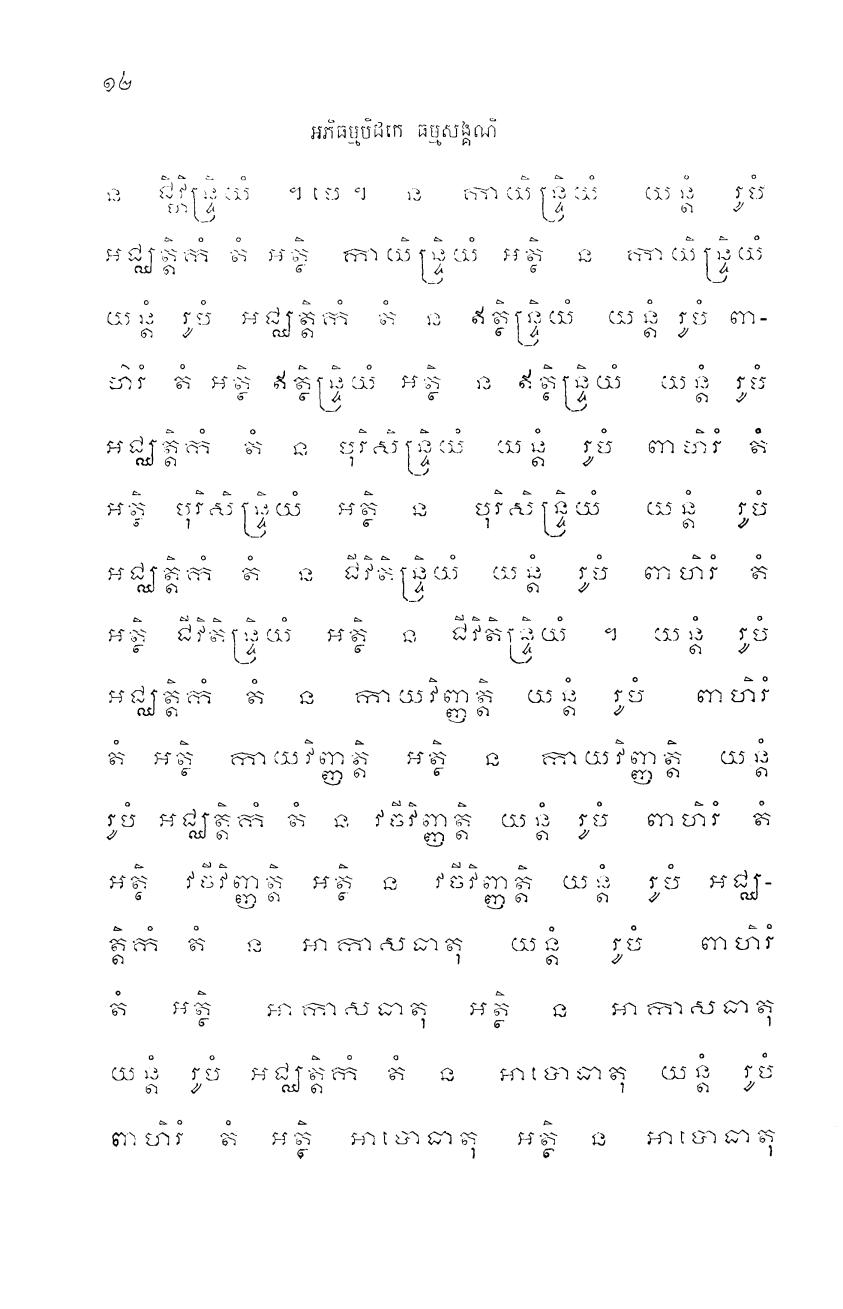 ១២
អភិធម្មបិដកេ ធម្មសង្គណិ
ន ជិវ្ហិន្ទ្រិយំ ។ បេ ។ ន កាយិន្ទ្រិយំ យន្តំ រូបំ
អជ្ឈត្តិកំ តំ អត្ថិ កាយិន្ទ្រិយំ អត្ថិ ន កាយិន្ទ្រិយំ
យន្តំ រូបំ អជ្ឈត្តិកំ តំ ន ឥត្ថិន្ទ្រិយំ យន្តំ រូបំ ពា-
ហិរំ តំ អត្ថិ ឥត្ថិន្ទ្រិយំ អត្ថិ ន ឥត្ថិន្ទ្រិយំ យន្តំ រូបំ
អជ្ឈត្តិកំ តំ ន បុរិសិន្ទ្រិយំ យន្តំ រូបំ ពាហិរំ តំ
អត្ថិ បុរិសិន្ទ្រិយំ អត្ថិ ន បុរិសិន្ទ្រិយំ យន្តំ រូបំ
អជ្ឈត្តិកំ តំ ន ជីវិតិន្ទ្រិយំ យន្តំ រូបំ ពាហិរំ តំ
អត្ថិ ជីវិតិន្ទ្រិយំ អត្ថិ ន ជីវិតិន្ទ្រិយំ ។ យន្តំ រូបំ
អជ្ឈត្តិកំ តំ ន កាយវិញ្ញត្តិ យន្តំ រូបំ ពាហិរំ
តំ អត្ថិ កាយវិញ្ញត្តិ អត្ថិ ន កាយវិញ្ញត្តិ យន្តំ
រូបំ អជ្ឈត្តិកំ តំ ន វចីវិញ្ញត្តិ យន្តំ រូបំ ពាហិរំ តំ
អត្ថិ វចីវិញ្ញត្តិ អត្ថិ ន វចីវិញ្ញត្តិ យន្តំ រូបំ អជ្ឈ-
ត្តិកំ តំ ន អាកាសធាតុ យន្តំ រូបំ ពាហិរំ
តំ អត្ថិ អាកាសធាតុ អត្ថិ ន អាកាសធាតុ
យន្តំ រូបំ អជ្ឈត្តិកំ តំ ន អាបោធាតុ យន្តំ រូបំ
ពាហិរំ តំ អត្ថិ អាបោធាតុ អត្ថិ ន អាបោធាតុ